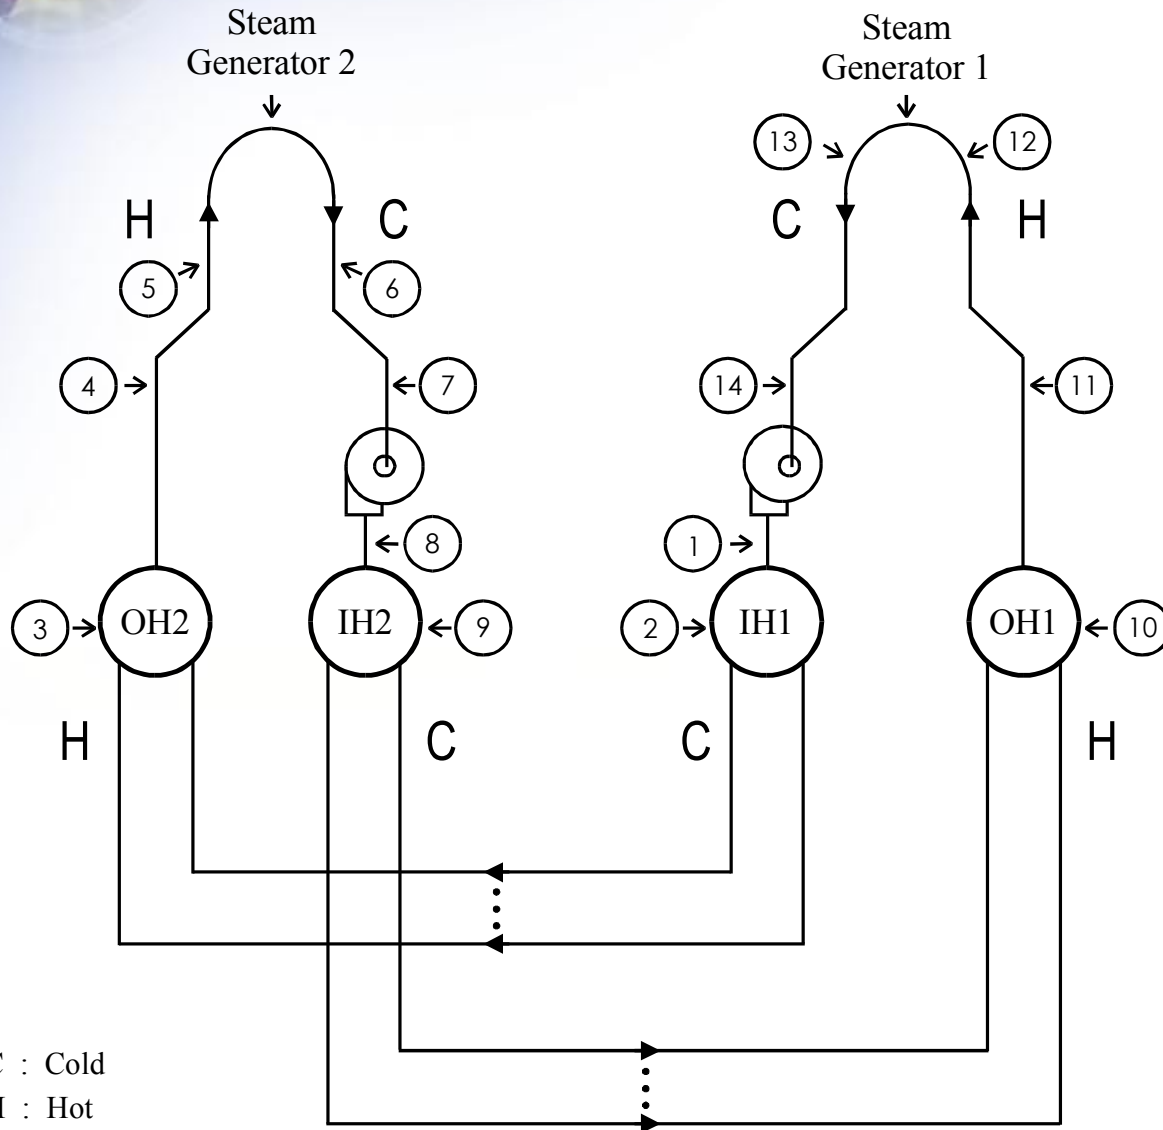 Steam
Generator 2
Steam
Generator 1
13
12
H
C
C
H
5
6
4
7
14
11
8
1
3
OH2
IH2
9
2
IH1
OH1
10
H
C
C
H
C : Cold
H : Hot